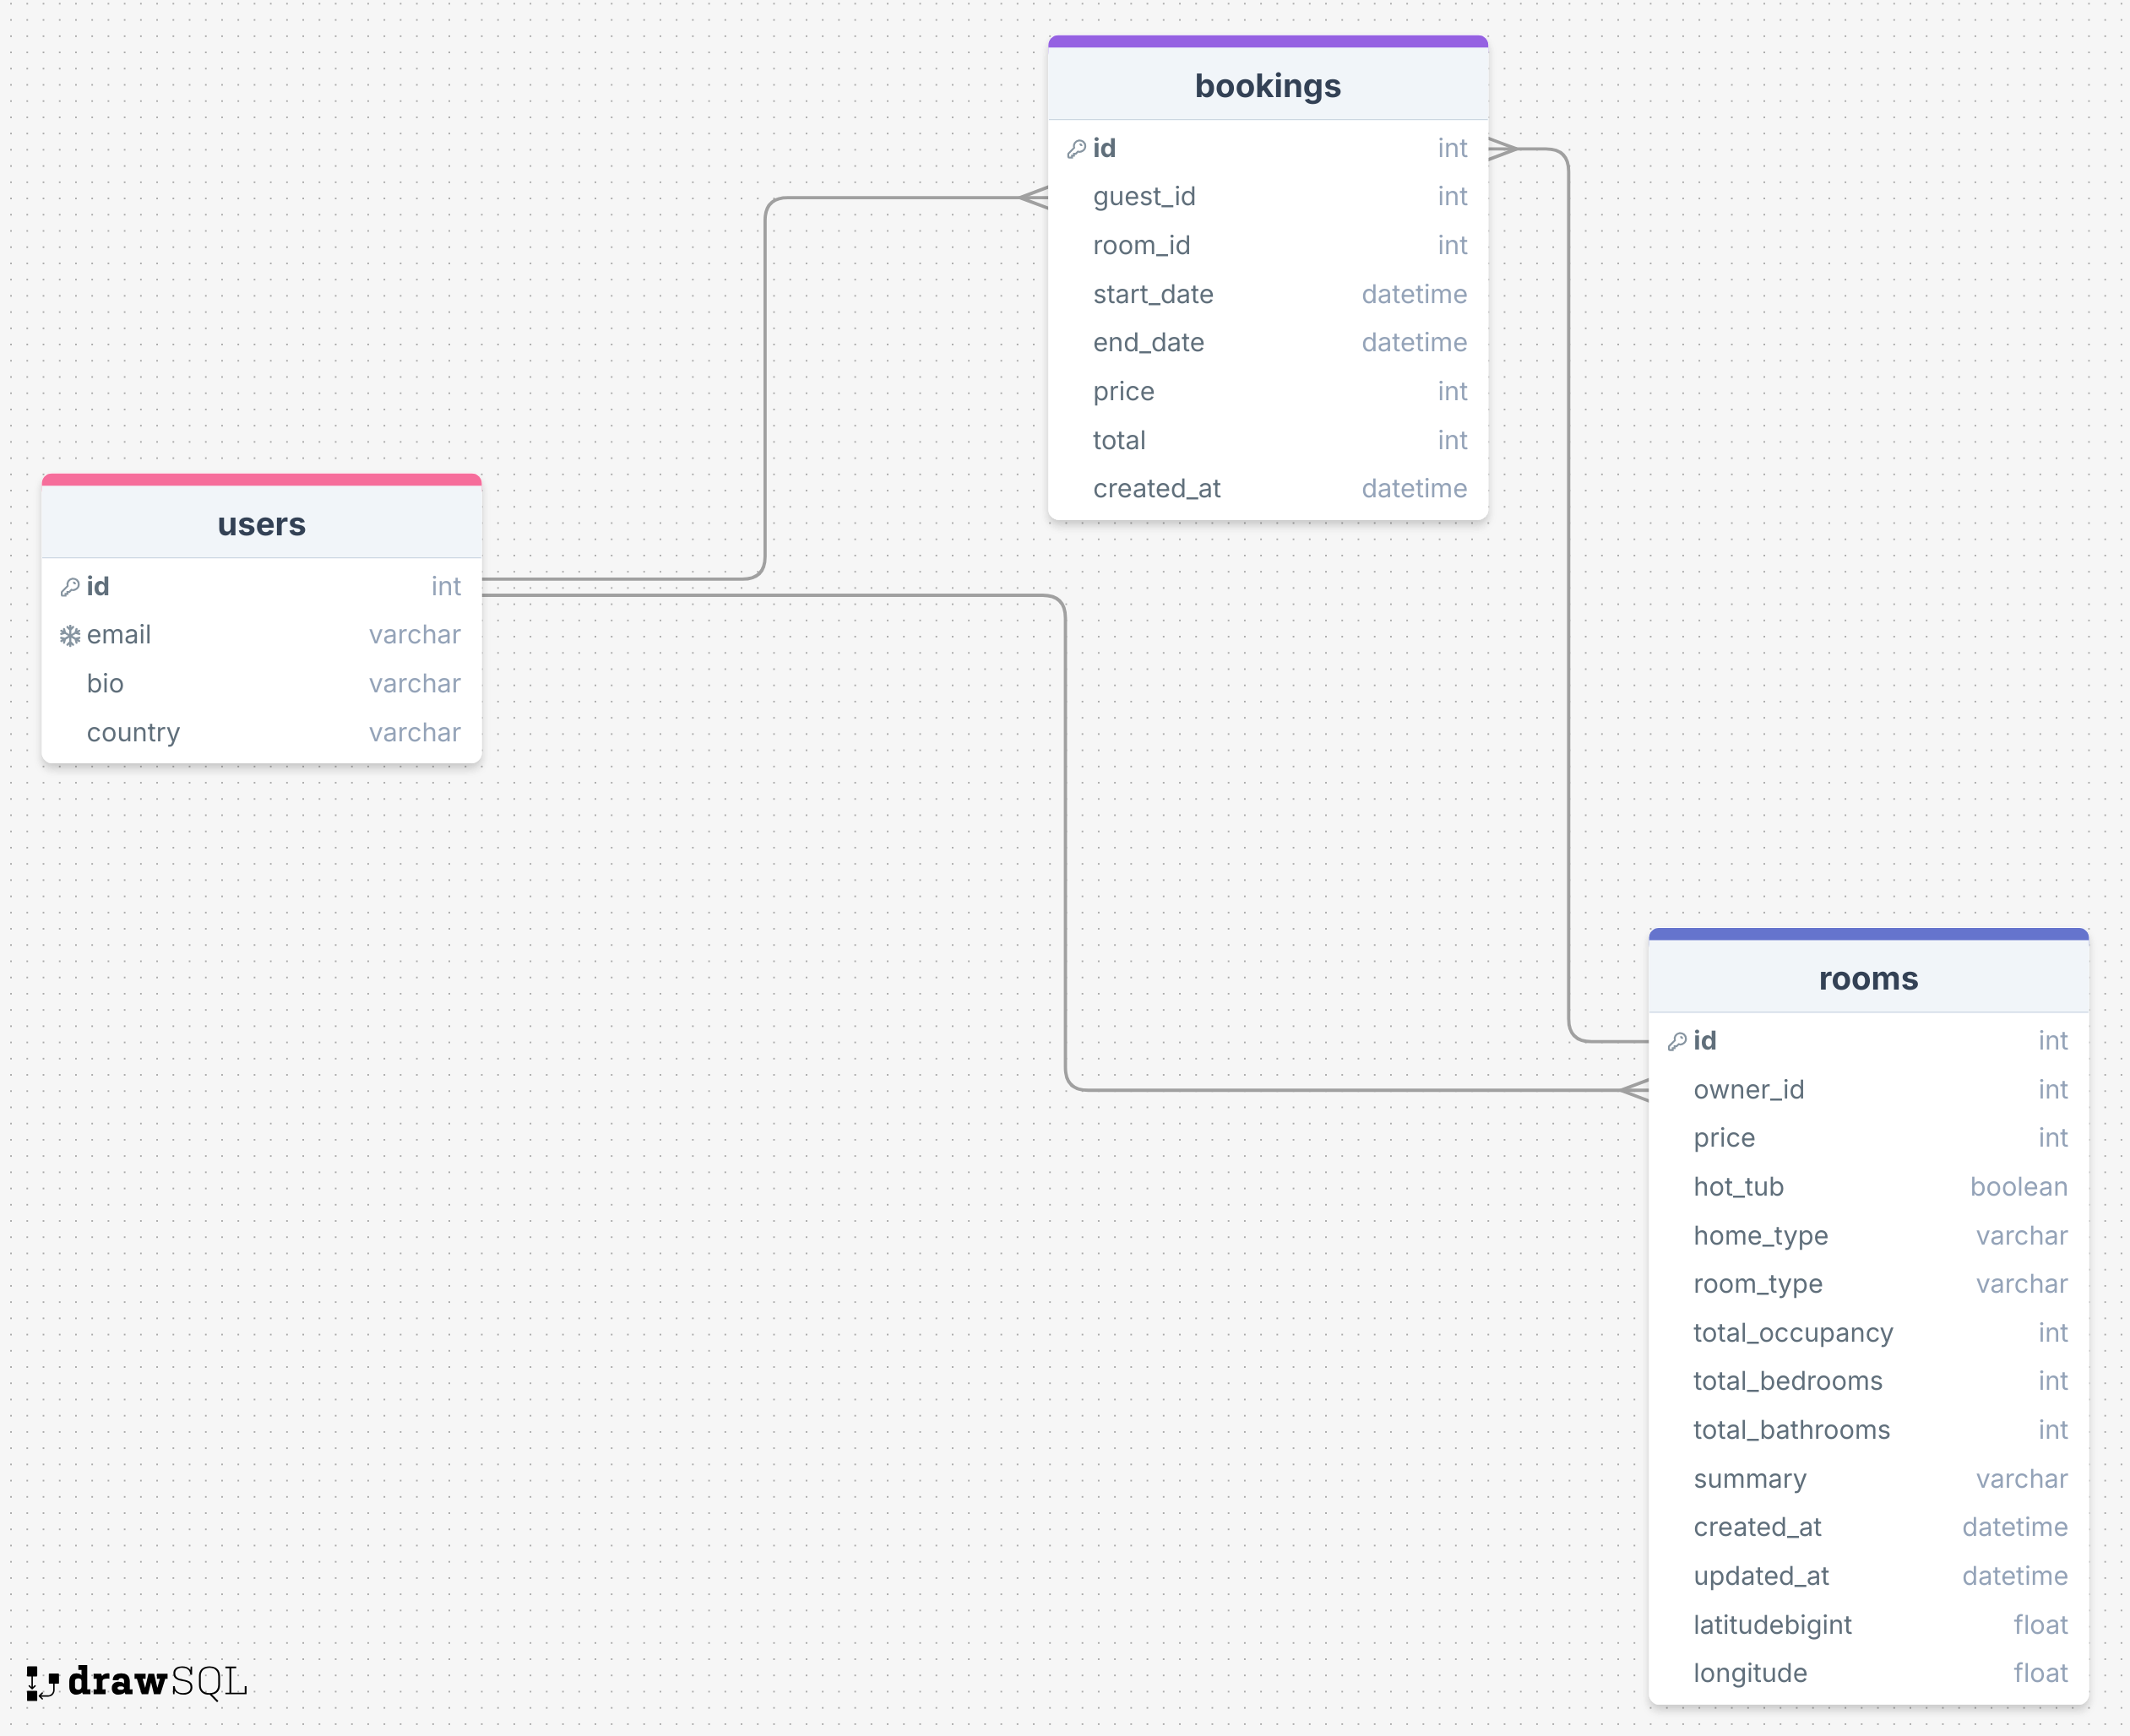 bookings
id int
guest_id int
room_id int
start_date datetime
end_date datetime
price int
total int
created_at datetime
users
id int
email varchar
bio varchar
country varchar
rooms
id int
owner_id int
price int
hot_tub boolean
home_type varchar
room_type varchar
total_occupancy int
total_bedrooms int
total_bathrooms int
summary varchar
created_at datetime
updated_at datetime
latitudebigint float
longitude float
drawSQL